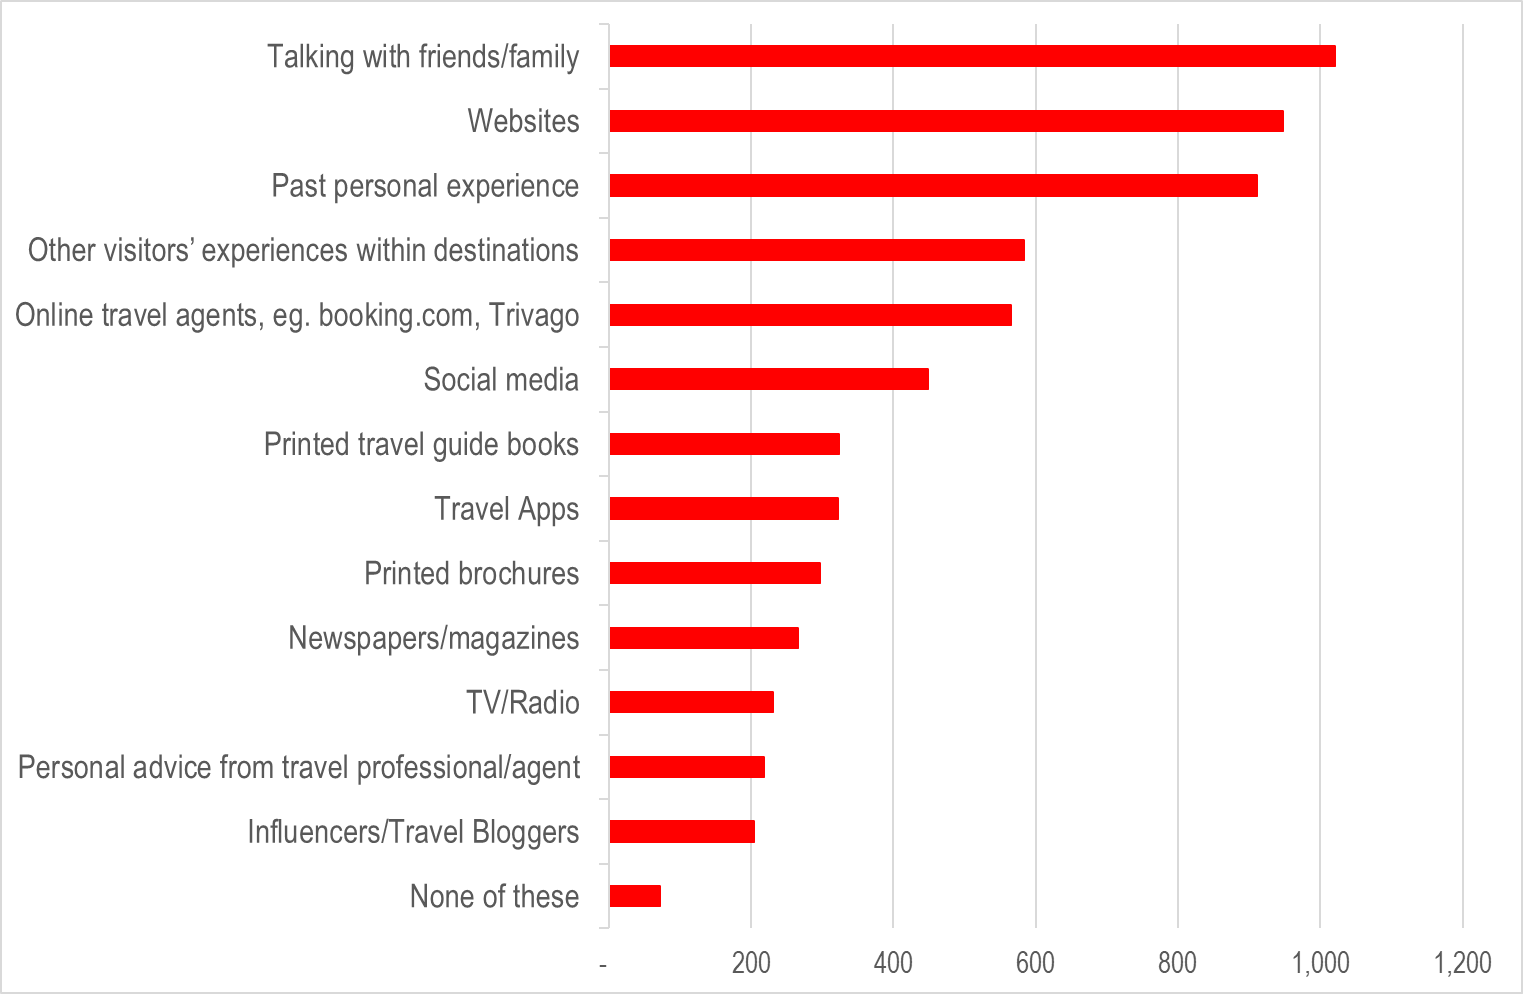 Talking with friends/family
Websites
Past personal experience
Other visitors’ experiences within destinations
Online travel agents, eg. booking.com, Trivago
Social media
Printed travel guide books
Travel Apps
Printed brochures
Newspapers/magazines
TV/Radio
Personal advice from travel professional/agent
Influencers/Travel Bloggers
None of these
- 200 400 600 800 1,000 1,200